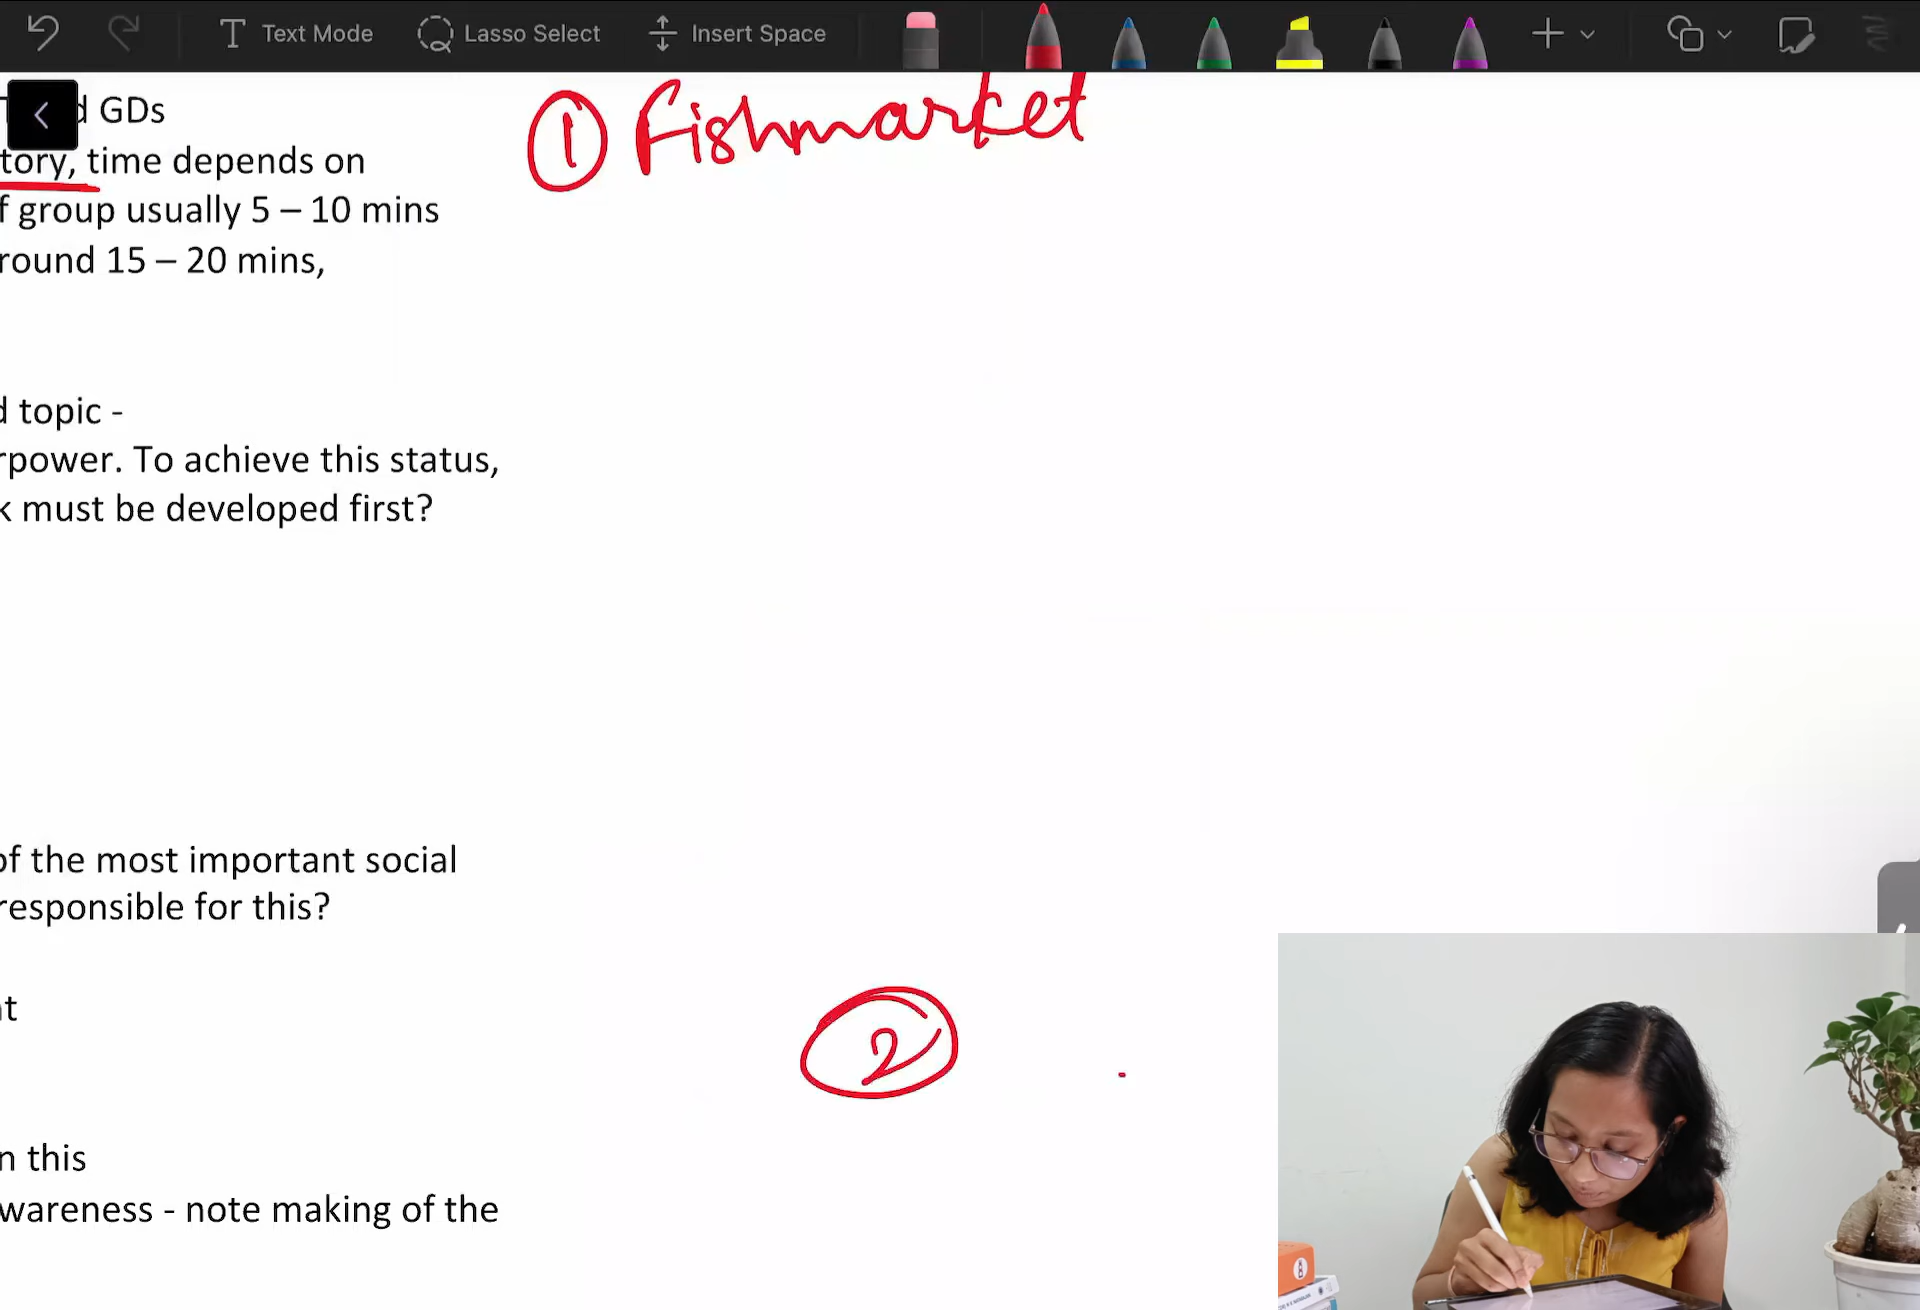 Text Mode Lasso Select Insert Space
d GDs
① Fishmarket
tory, time depends on
f group usually 5 – 10 mins
round 15 – 20 mins,
d topic -
rpower. To achieve this status,
k must be developed first?
of the most important social
responsible for this?
nt
②
n this
wareness - note making of the